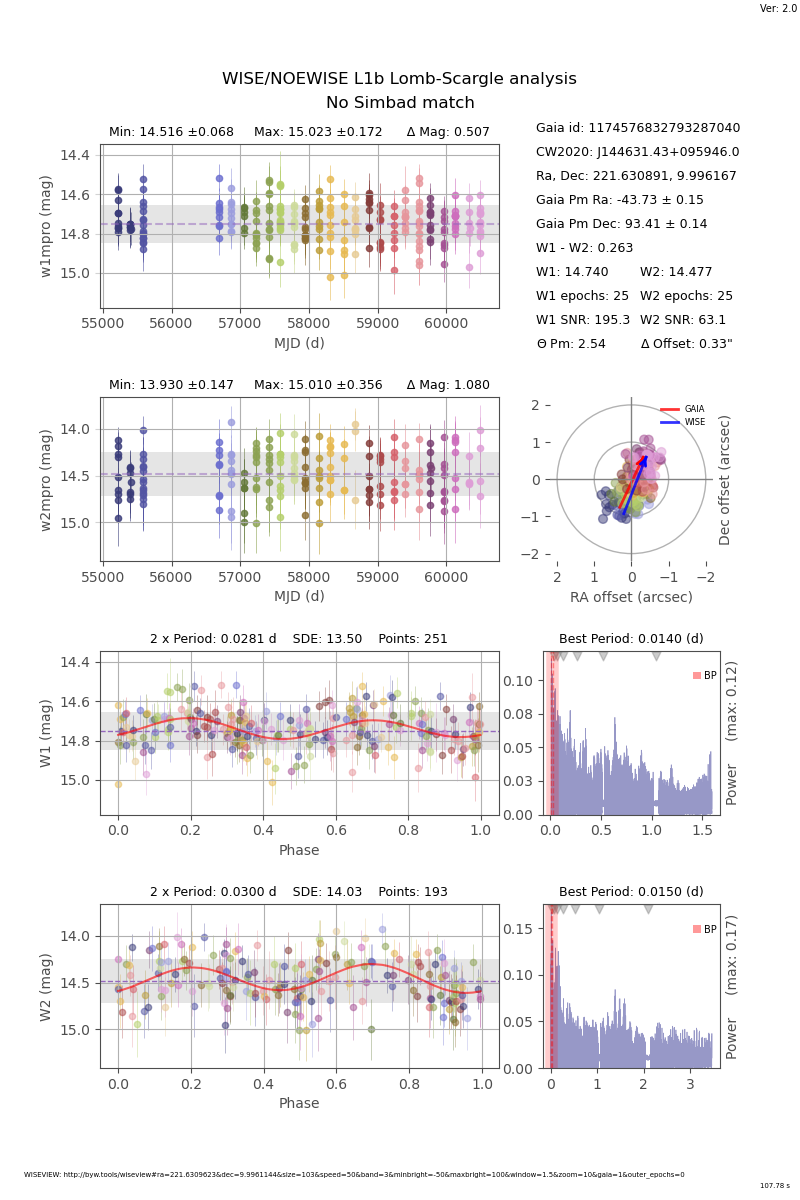 Ver: 2.0
WISE/NOEWISE L1b Lomb-Scargle analysis
No Simbad match
Min: 14.516 ±0.068 Max: 15.023 ±0.172 Δ Mag: 0.507
14.4
14.6
14.8
15.0
w1mpro (mag)
55000 56000 57000 58000 59000 60000
MJD (d)
Gaia id: 1174576832793287040
CW2020: J144631.43+095946.0
Ra, Dec: 221.630891, 9.996167
Gaia Pm Ra: -43.73 ± 0.15
Gaia Pm Dec: 93.41 ± 0.14
W1 - W2: 0.263
W1: 14.740 W2: 14.477
W1 epochs: 25 W2 epochs: 25
W1 SNR: 195.3 W2 SNR: 63.1
Θ Pm: 2.54 Δ Offset: 0.33"
Min: 13.930 ±0.147 Max: 15.010 ±0.356 Δ Mag: 1.080
14.0
14.5
15.0
w2mpro (mag)
55000 56000 57000 58000 59000 60000
MJD (d)
GAIA
WISE
2
1
0
−1
−2
Dec offset (arcsec)
2 1 0 −1 −2
RA offset (arcsec)
2 x Period: 0.0281 d SDE: 13.50 Points: 251
14.4
14.6
14.8
15.0
W1 (mag)
0.0 0.2 0.4 0.6 0.8 1.0
Phase
Best Period: 0.0140 (d)
BP
0.10
0.08
0.05
0.03
0.00
Power (max: 0.12)
0.0 0.5 1.0 1.5
2 x Period: 0.0300 d SDE: 14.03 Points: 193
14.0
14.5
15.0
W2 (mag)
0.0 0.2 0.4 0.6 0.8 1.0
Phase
Best Period: 0.0150 (d)
BP
0.15
0.10
0.05
0.00
Power (max: 0.17)
0 1 2 3
WISEVIEW: http://byw.tools/wiseview#ra=221.6309623&dec=9.9961144&size=103&speed=50&band=3&minbright=-50&maxbright=100&window=1.5&zoom=10&gaia=1&outer_epochs=0
107.78 s